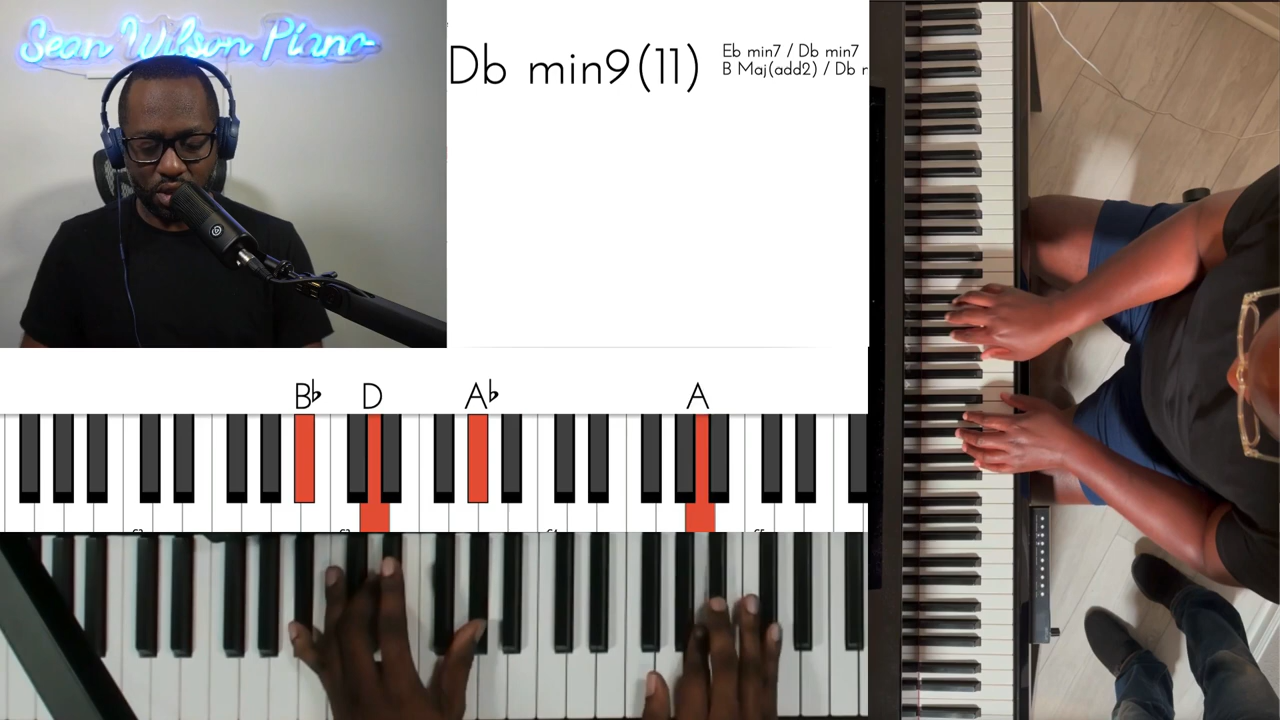 Sean Wilson Piano
Db min9(11)
Eb min7 / Db min7
B Maj(add2) / Db
B♭ D A♭ A